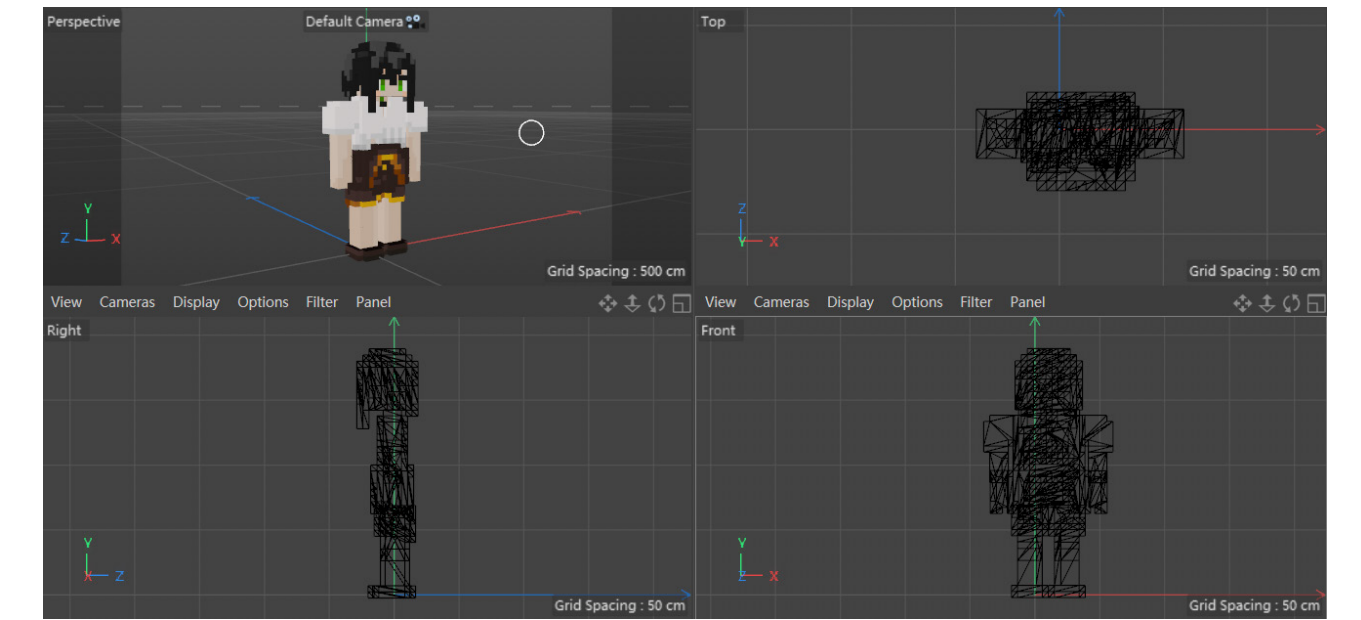 Perspective
Default Camera
Y
Z
X
Grid Spacing : 500 cm
Top
Z
Y
X
Grid Spacing : 50 cm
View Cameras Display Options Filter Panel
View Cameras Display Options Filter Panel
Right
Y
X
Z
Grid Spacing : 50 cm
Front
Y
Z
X
Grid Spacing : 50 cm